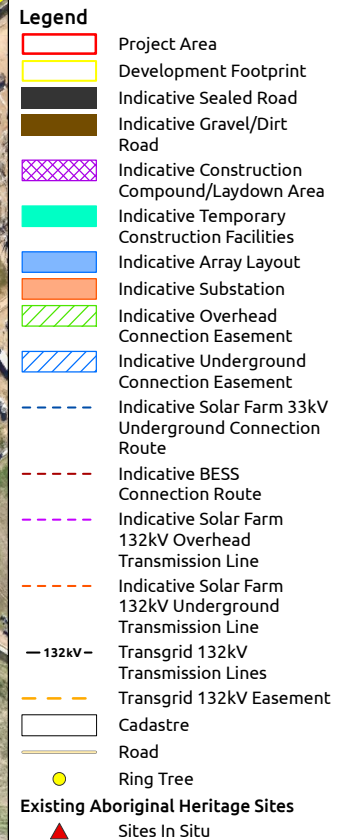 Legend
Project Area
Development Footprint
Indicative Sealed Road
Indicative Gravel/Dirt
Road
Indicative Construction
Compound/Laydown Area
Indicative Temporary
Construction Facilities
Indicative Array Layout
Indicative Substation
Indicative Overhead
Connection Easement
Indicative Underground
Connection Easement
Indicative Solar Farm 33kV
Underground Connection
Route
Indicative BESS
Connection Route
Indicative Solar Farm
132kV Overhead
Transmission Line
Indicative Solar Farm
132kV Underground
Transmission Line
132kV Transgrid 132kV
Transmission Lines
Transgrid 132kV Easement
Cadastre
Road
Ring Tree
Existing Aboriginal Heritage Sites
Sites In Situ